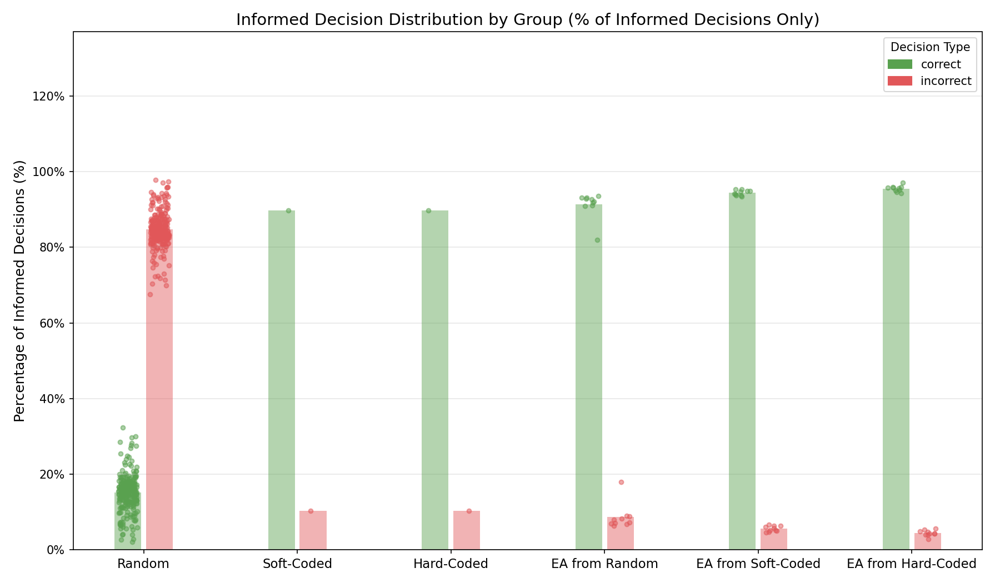 Informed Decision Distribution by Group (% of Informed Decisions Only)
Decision Type
correct
incorrect
Percentage of Informed Decisions (%)
120%
100%
80%
60%
40%
20%
0%
Random
Soft-Coded
Hard-Coded
EA from Random
EA from Soft-Coded
EA from Hard-Coded